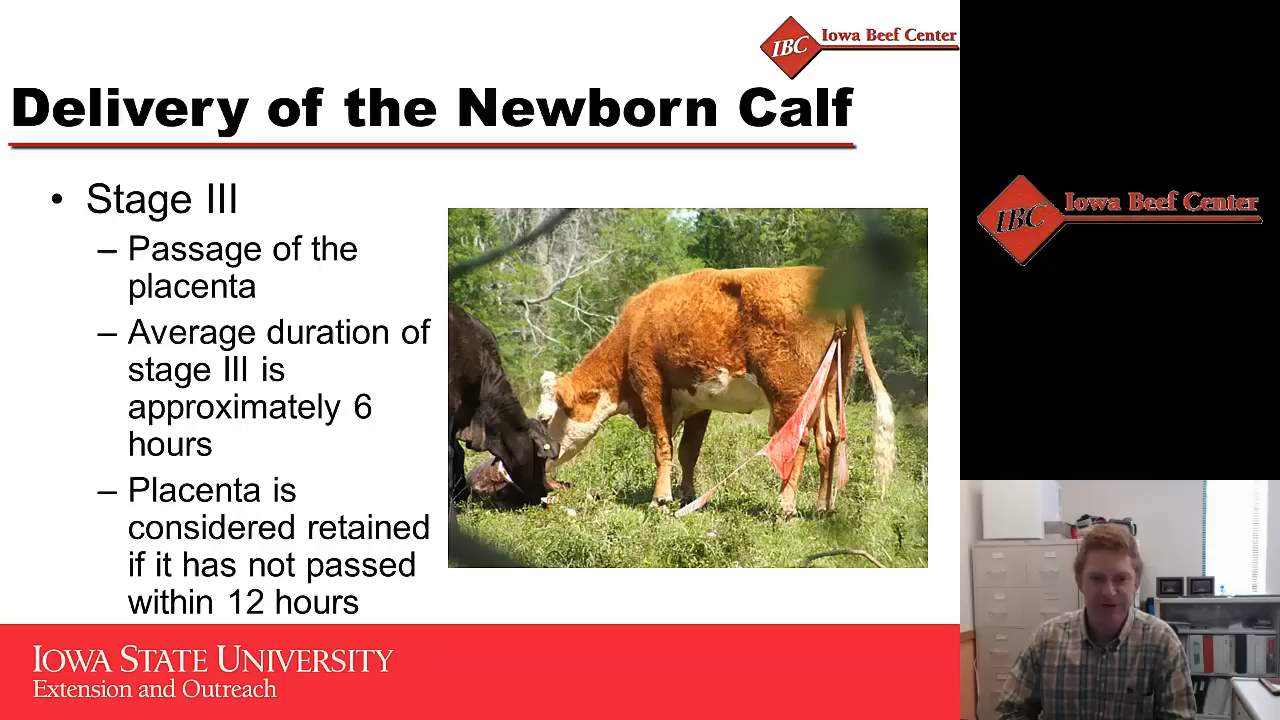 IBC Iowa Beef Center
Delivery of the Newborn Calf
• Stage III
– Passage of the
placenta
– Average duration of
stage III is
approximately 6
hours
– Placenta is
considered retained
if it has not passed
within 12 hours
IOWA STATE UNIVERSITY
Extension and Outreach
IBC Iowa Beef Center